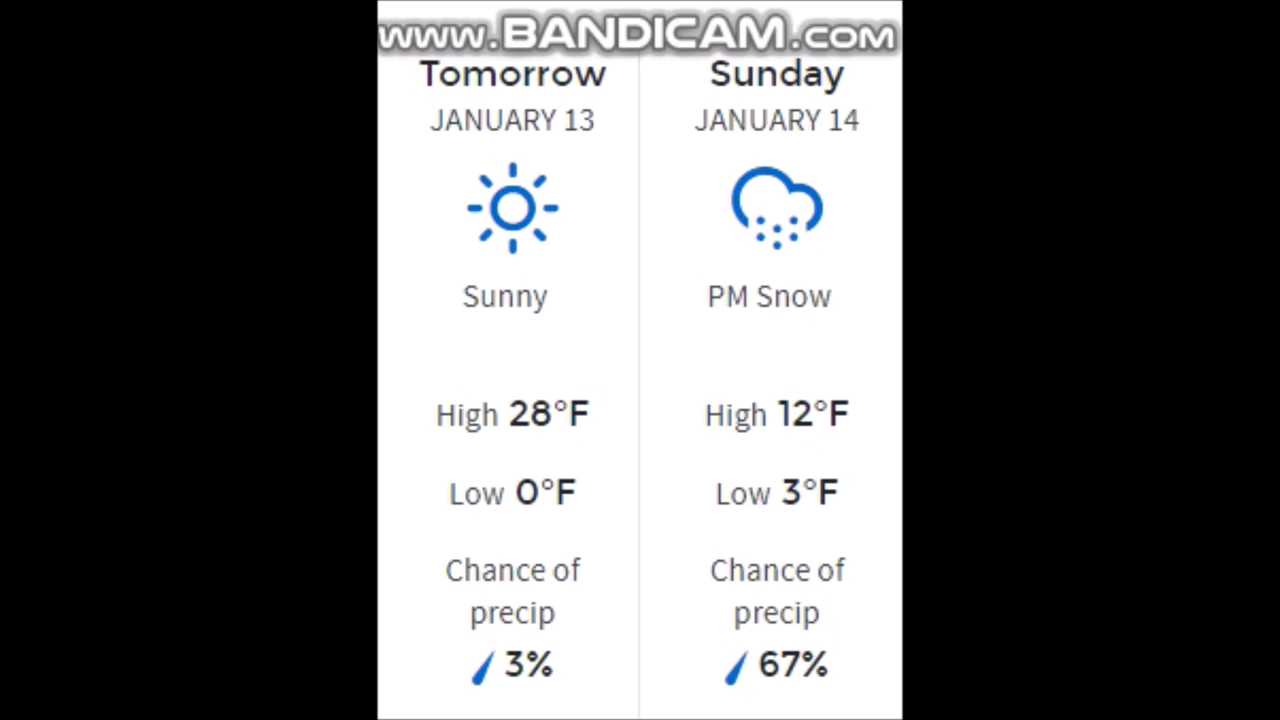 www.BANDICAM.com
Tomorrow
JANUARY 13
Sunny
High 28°F
Low 0°F
Chance of
precip
3%
Sunday
JANUARY 14
PM Snow
High 12°F
Low 3°F
Chance of
precip
67%